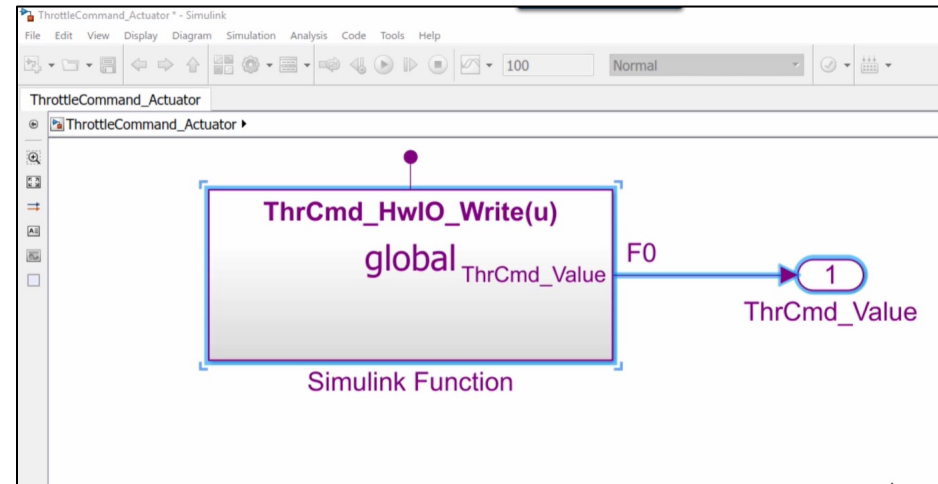 ThrottleCommand_Actuator * - Simulink
File Edit View Display Diagram Simulation Analysis Code Tools Help
100 Normal
ThrottleCommand_Actuator
ThrottleCommand_Actuator
ThrCmd_HwIO_Write(u)
global
ThrCmd_Value
F0
1
ThrCmd_Value
Simulink Function